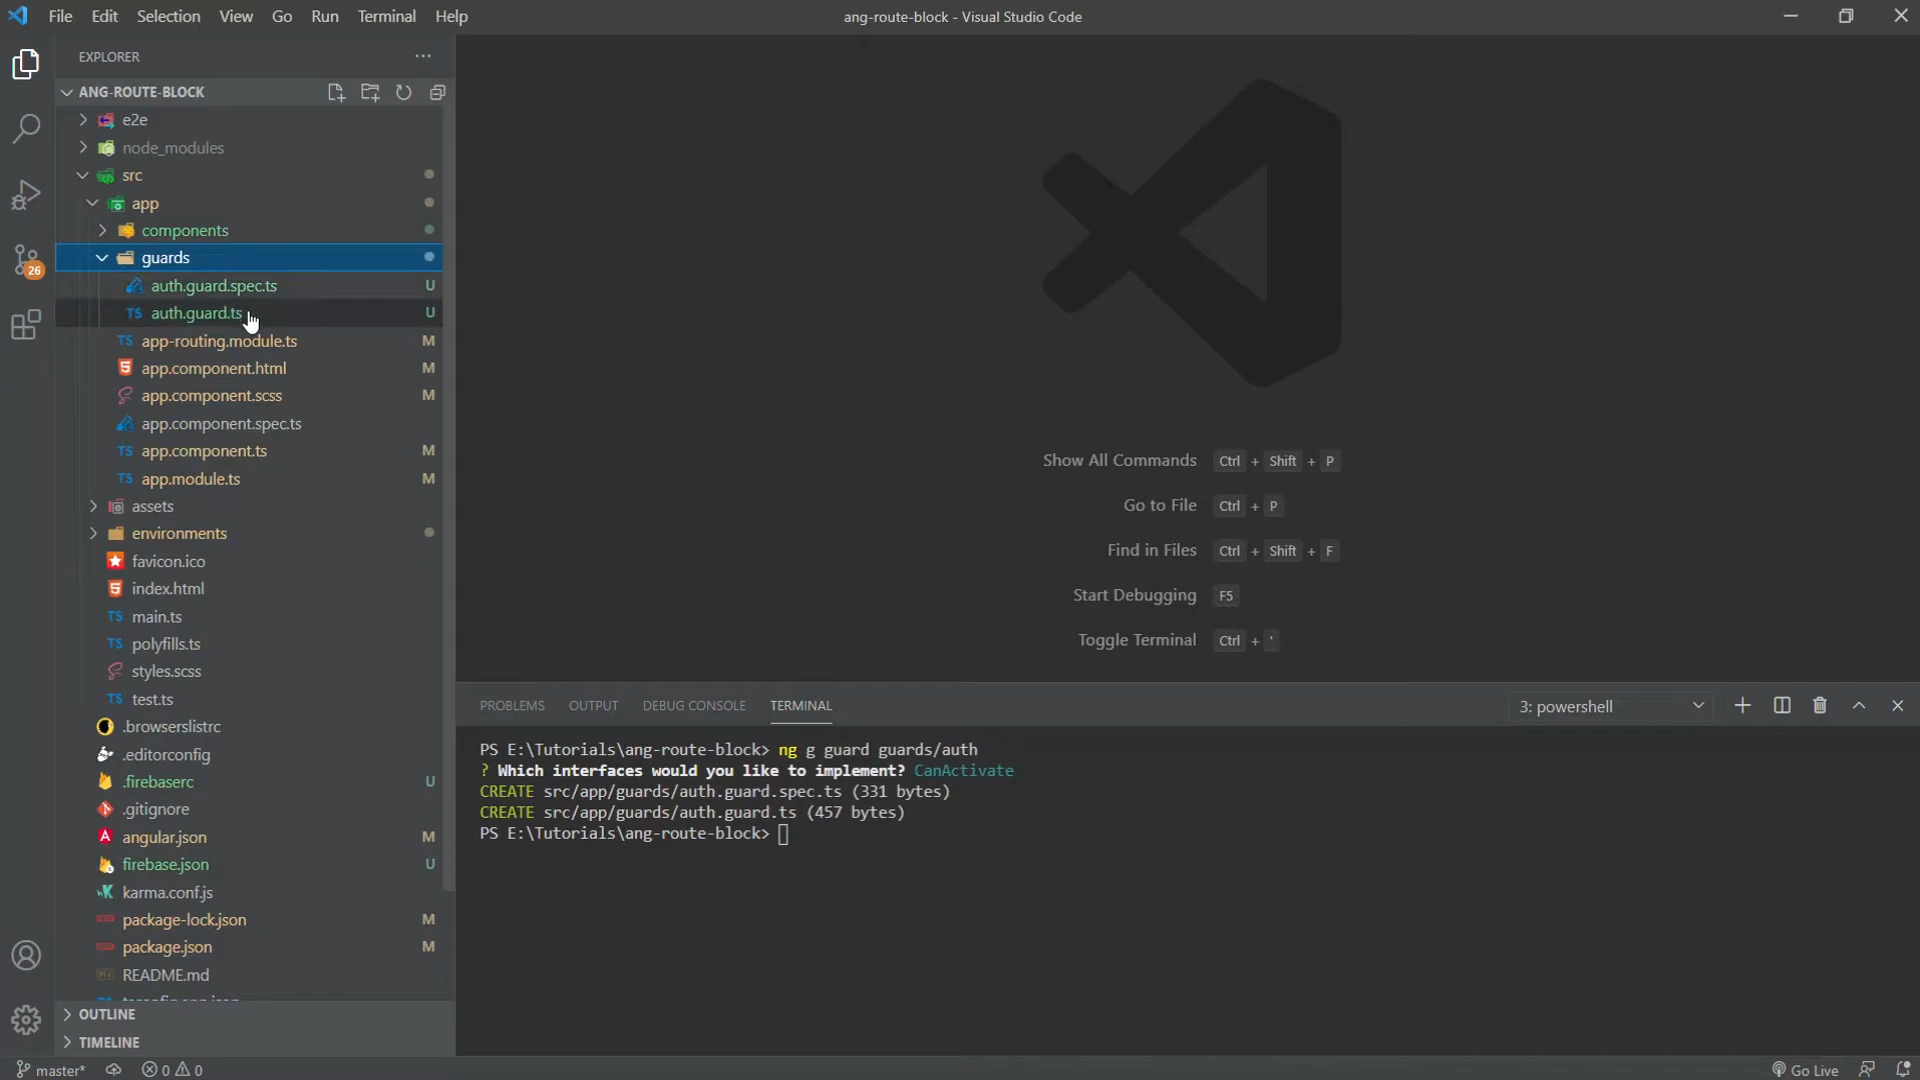 File Edit Selection View Go Run Terminal Help
ang-route-block - Visual Studio Code
EXPLORER
ANG-ROUTE-BLOCK
e2e
node_modules
src
app
components
guards
auth.guard.spec.ts U
auth.guard.ts U
TS
app-routing.module.ts M
TS
app.component.html M
app.component.scss M
app.component.spec.ts
TS app.component.ts M
TS app.module.ts M
assets
environments
favicon.ico
index.html
TS main.ts
TS polyfills.ts
styles.scss
TS test.ts
.browserslistrc
.editorconfig
.firebaserc U
.gitignore
angular.json M
firebase.json U
karma.conf.js
package-lock.json M
package.json M
README.md
OUTLINE
TIMELINE
26
Show All Commands Ctrl + Shift + P
Go to File Ctrl + P
Find in Files Ctrl + Shift + F
Start Debugging F5
Toggle Terminal Ctrl + '
PROBLEMS OUTPUT DEBUG CONSOLE TERMINAL
3: powershell
PS E:\Tutorials\ang-route-block> ng g guard guards/auth
? Which interfaces would you like to implement? CanActivate
CREATE src/app/guards/auth.guard.spec.ts (331 bytes)
CREATE src/app/guards/auth.guard.ts (457 bytes)
PS E:\Tutorials\ang-route-block>
master* 0 0
Go Live